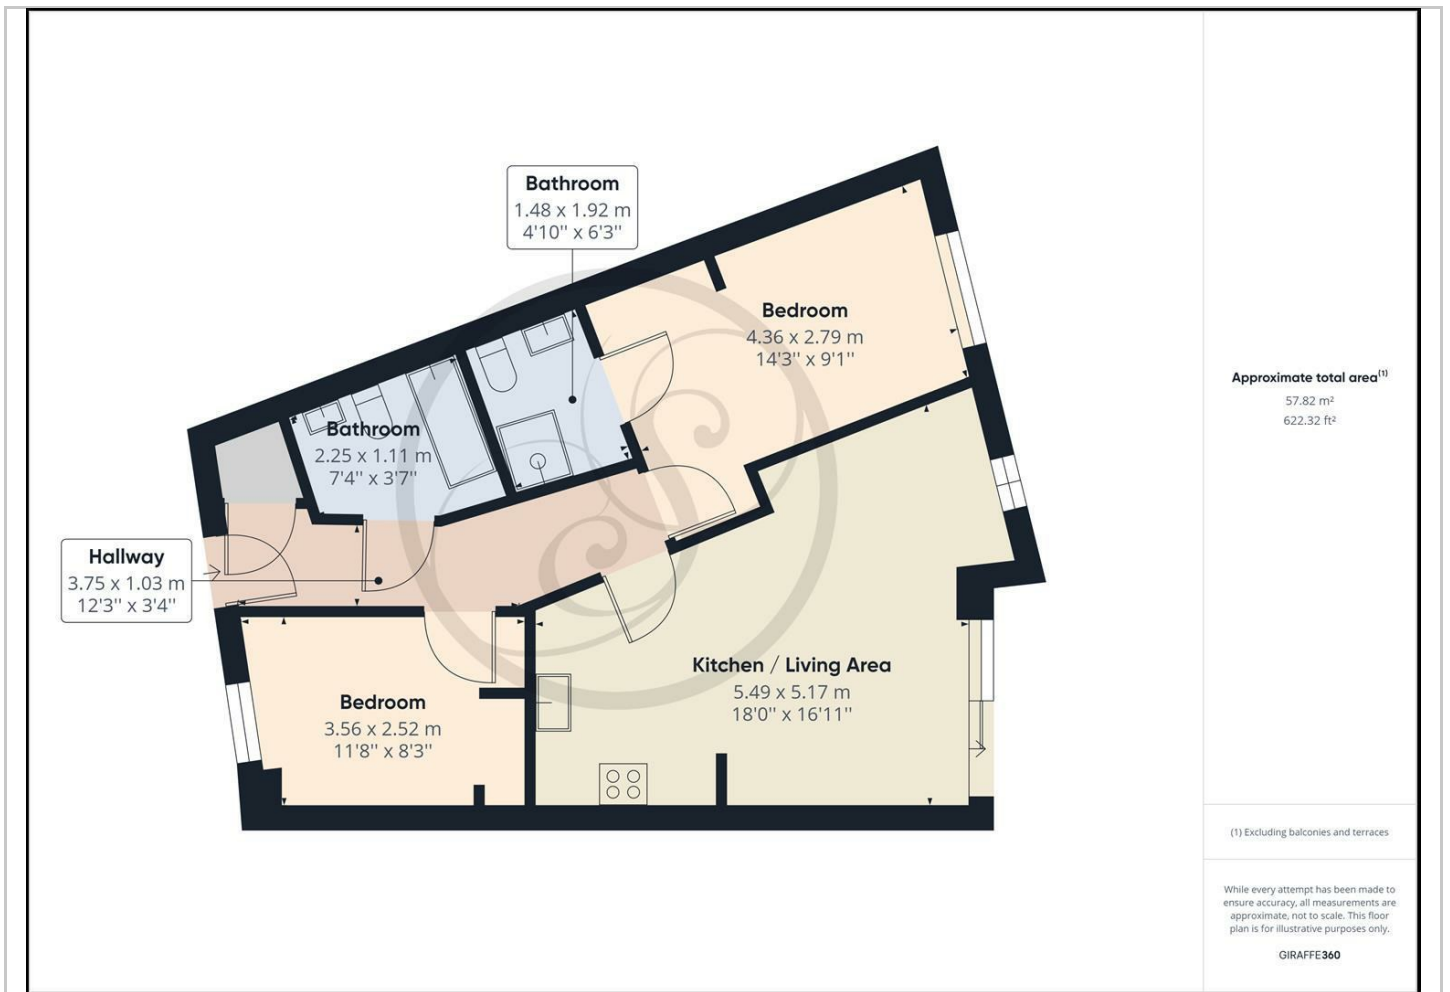 Bathroom
1.48 x 1.92 m
4'10'' x 6'3''
Bedroom
4.36 x 2.79 m
14'3'' x 9'1''
Bathroom
2.25 x 1.11 m
7'4'' x 3'7''
Hallway
3.75 x 1.03 m
12'3'' x 3'4''
Kitchen / Living Area
5.49 x 5.17 m
18'0'' x 16'11''
Bedroom
3.56 x 2.52 m
11'8'' x 8'3''
Approximate total area(1)
57.82 m²
622.32 ft²
(1) Excluding balconies and terraces
While every attempt has been made to
ensure accuracy, all measurements are
approximate, not to scale. This floor
plan is for illustrative purposes only.
GIRAFFE360